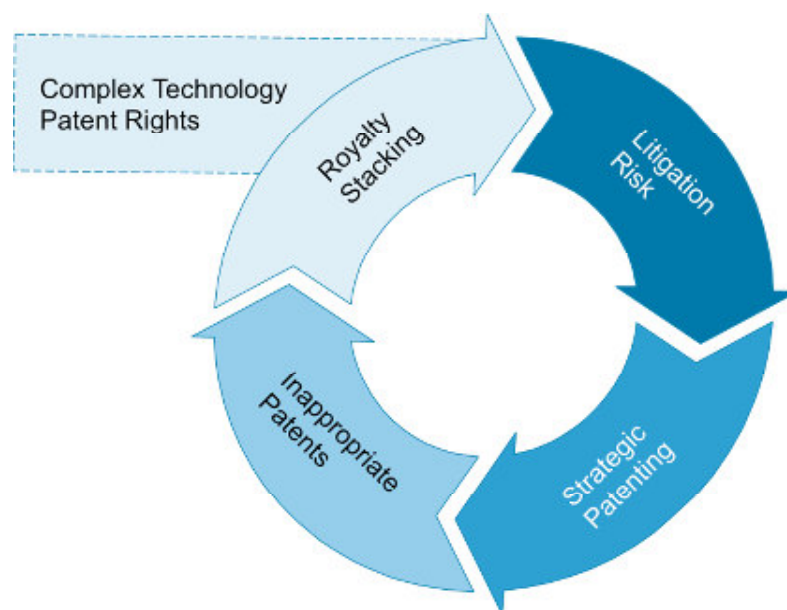 Complex Technology
Patent Rights
Royalty
Stacking
Litigation
Risk
Strategic
Patenting
Inappropriate
Patents